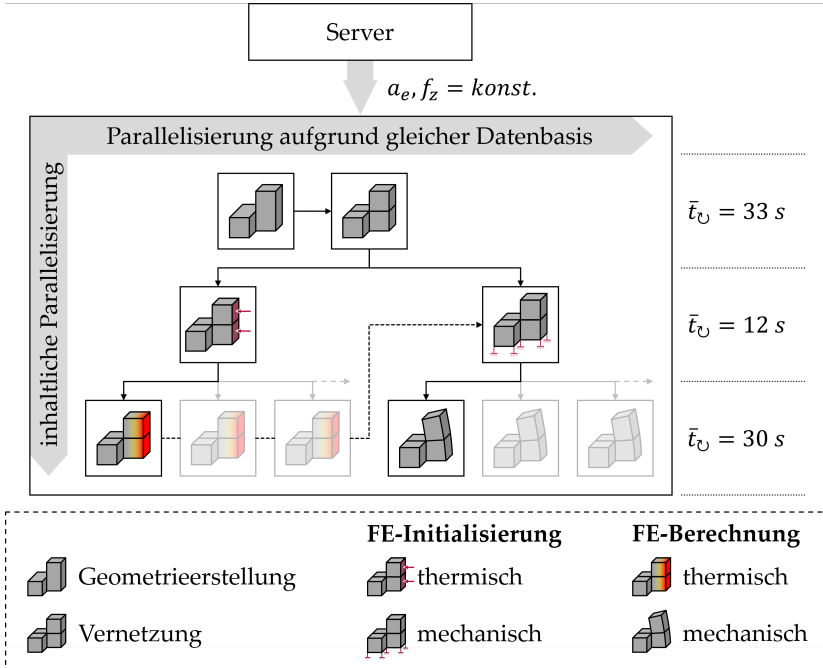 Server
a_e, f_z = konst.
Parallelisierung aufgrund gleicher Datenbasis
inhaltliche Parallelisierung
t̄_↻ = 33 s
t̄_↻ = 12 s
t̄_↻ = 30 s
FE-Initialisierung
FE-Berechnung
Geometrieerstellung
thermisch
thermisch
Vernetzung
mechanisch
mechanisch